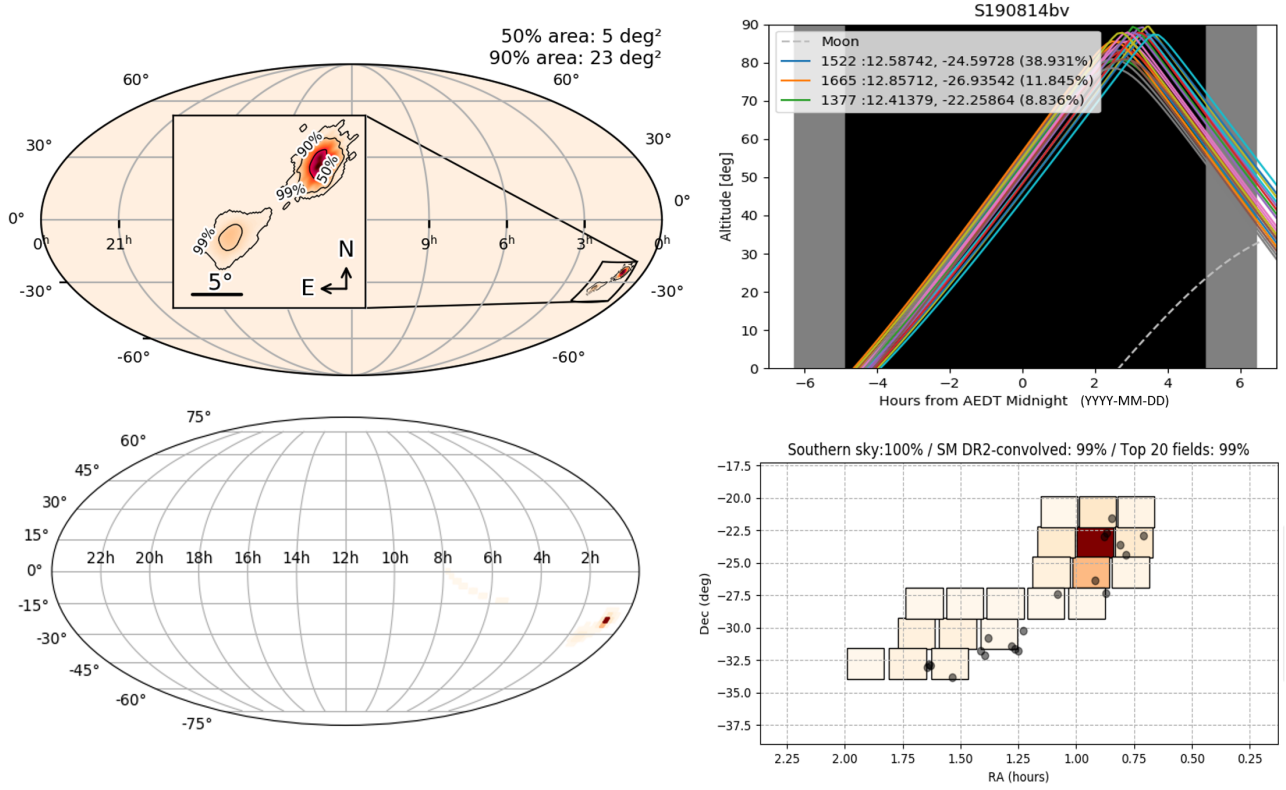 50% area: 5 deg²
90% area: 23 deg²
60°
60°
30°
30°
0°
0°
0h
21h
9h
6h
3h
0h
-30°
-30°
-60°
-60°
90%
50%
99%
99%
5°
N
E
S190814bv
Altitude [deg]
90
80
70
60
50
40
30
20
10
0
Moon
1522 :12.58742, -24.59728 (38.931%)
1665 :12.85712, -26.93542 (11.845%)
1377 :12.41379, -22.25864 (8.836%)
−6
−4
−2
0
2
4
6
Hours from AEDT Midnight (YYYY-MM-DD)
75°
60°
45°
30°
15°
0°
-15°
-30°
-45°
-60°
-75°
22h
20h
18h
16h
14h
12h
10h
8h
6h
4h
2h
Southern sky:100% / SM DR2-convolved: 99% / Top 20 fields: 99%
Dec (deg)
−17.5
−20.0
−22.5
−25.0
−27.5
−30.0
−32.5
−35.0
−37.5
2.25
2.00
1.75
1.50
1.25
1.00
0.75
0.50
0.25
RA (hours)